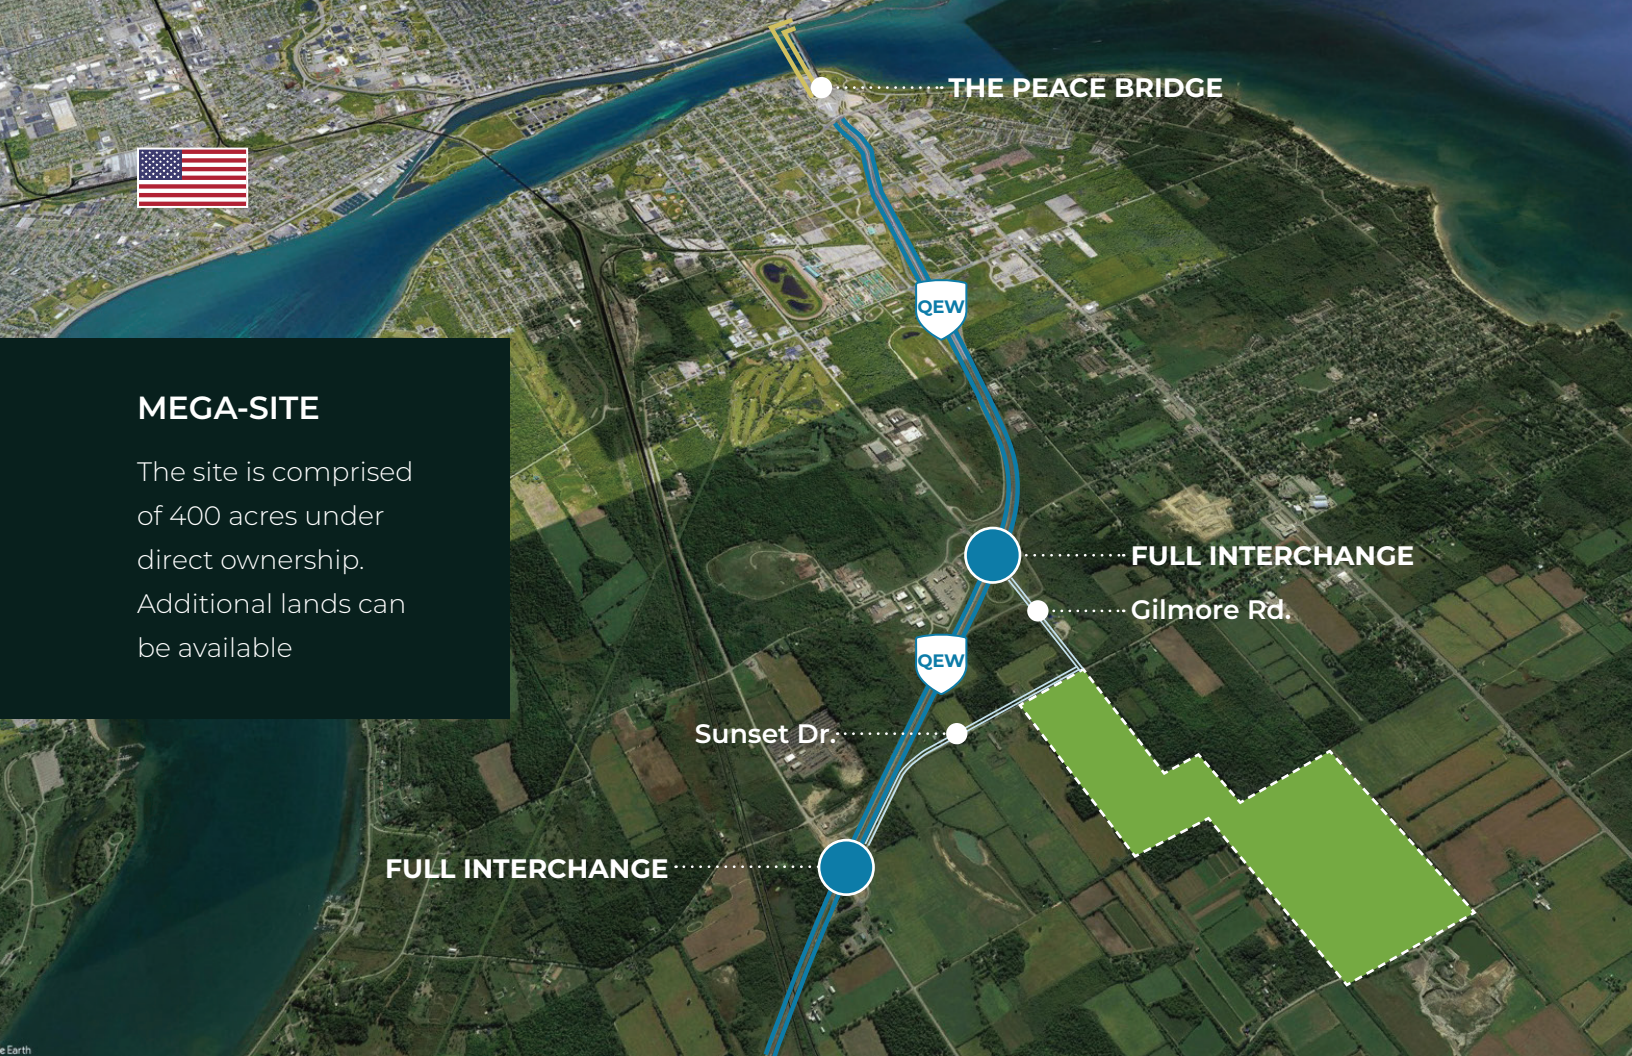 THE PEACE BRIDGE
QEW
MEGA-SITE
The site is comprised
of 400 acres under
direct ownership.
Additional lands can
be available
FULL INTERCHANGE
Gilmore Rd.
QEW
Sunset Dr.
FULL INTERCHANGE
e Earth